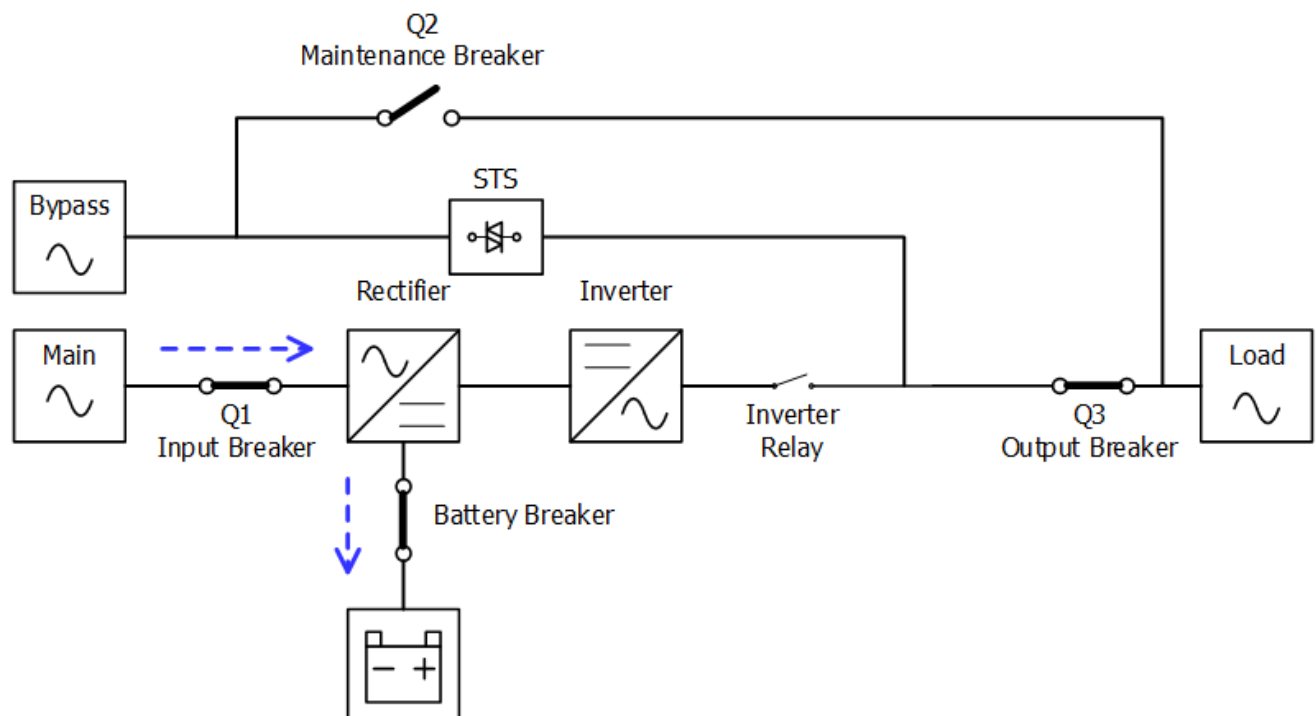 Q2
Maintenance Breaker
STS
Bypass
Rectifier
Inverter
Main
Load
Q1
Input Breaker
Inverter
Relay
Q3
Output Breaker
Battery Breaker